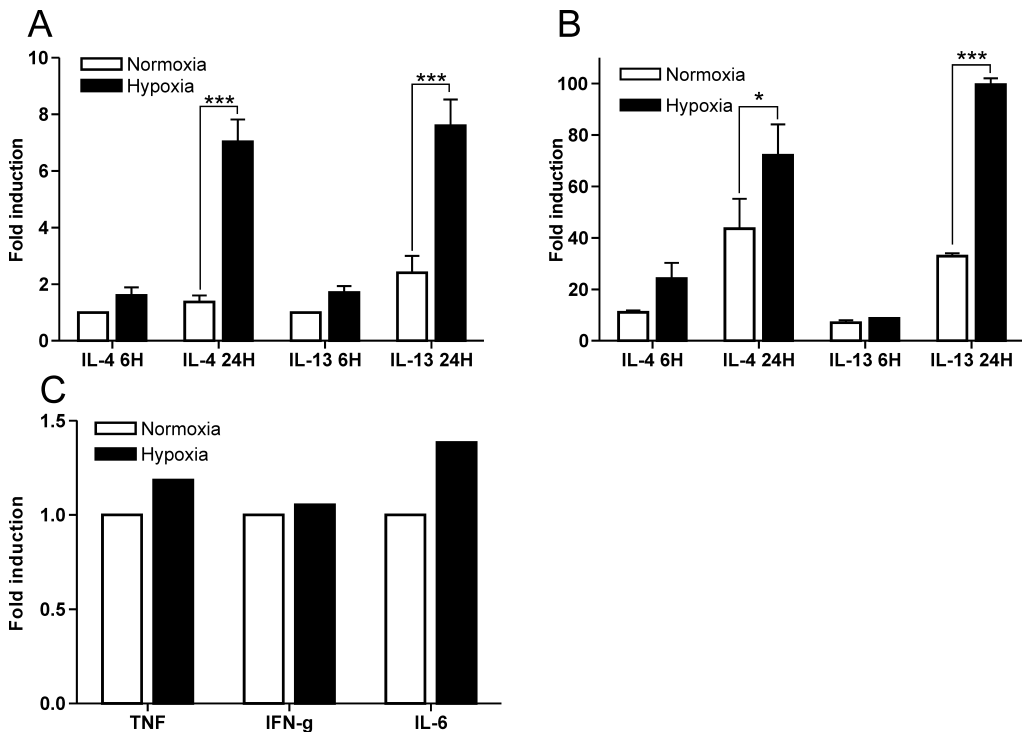 A
Normoxia
Hypoxia
Fold induction
10
8
6
4
2
0
***
***
IL-4 6H
IL-4 24H
IL-13 6H
IL-13 24H
B
Normoxia
Hypoxia
Fold induction
100
80
60
40
20
0
*
***
IL-4 6H
IL-4 24H
IL-13 6H
IL-13 24H
C
Normoxia
Hypoxia
Fold induction
1.5
1.0
0.5
0.0
TNF
IFN-g
IL-6